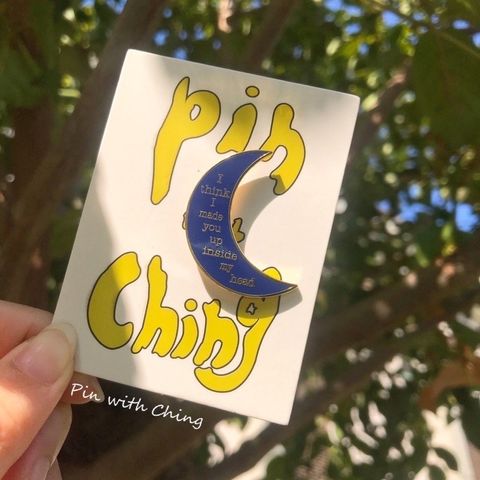 Pin
Ching
I
think
I
made
you
up
inside
my
head
Pin with Ching